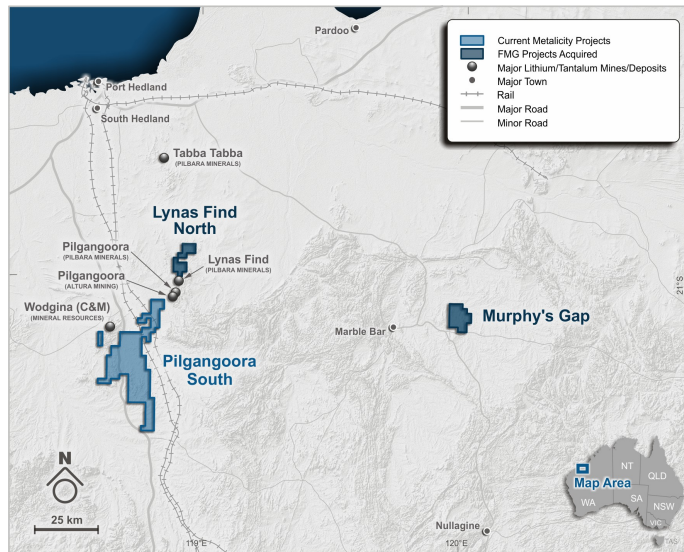 Pardoo
Current Metalicity Projects
FMG Projects Acquired
Major Lithium/Tantalum Mines/Deposits
Major Town
Rail
Major Road
Minor Road
Port Hedland
South Hedland
Tabba Tabba
(PILBARA MINERALS)
Lynas Find
North
Pilgangoora
(PILBARA MINERALS)
Lynas Find
(PILBARA MINERALS)
Pilgangoora
(ALTURA MINING)
Wodgina (C&M)
(MINERAL RESOURCES)
21°S
Marble Bar
Murphy's Gap
Pilgangoora
South
N
25 km
119°E
Nullagine
120°E
Map Area
WA
NT
QLD
SA
NSW
VIC
TAS